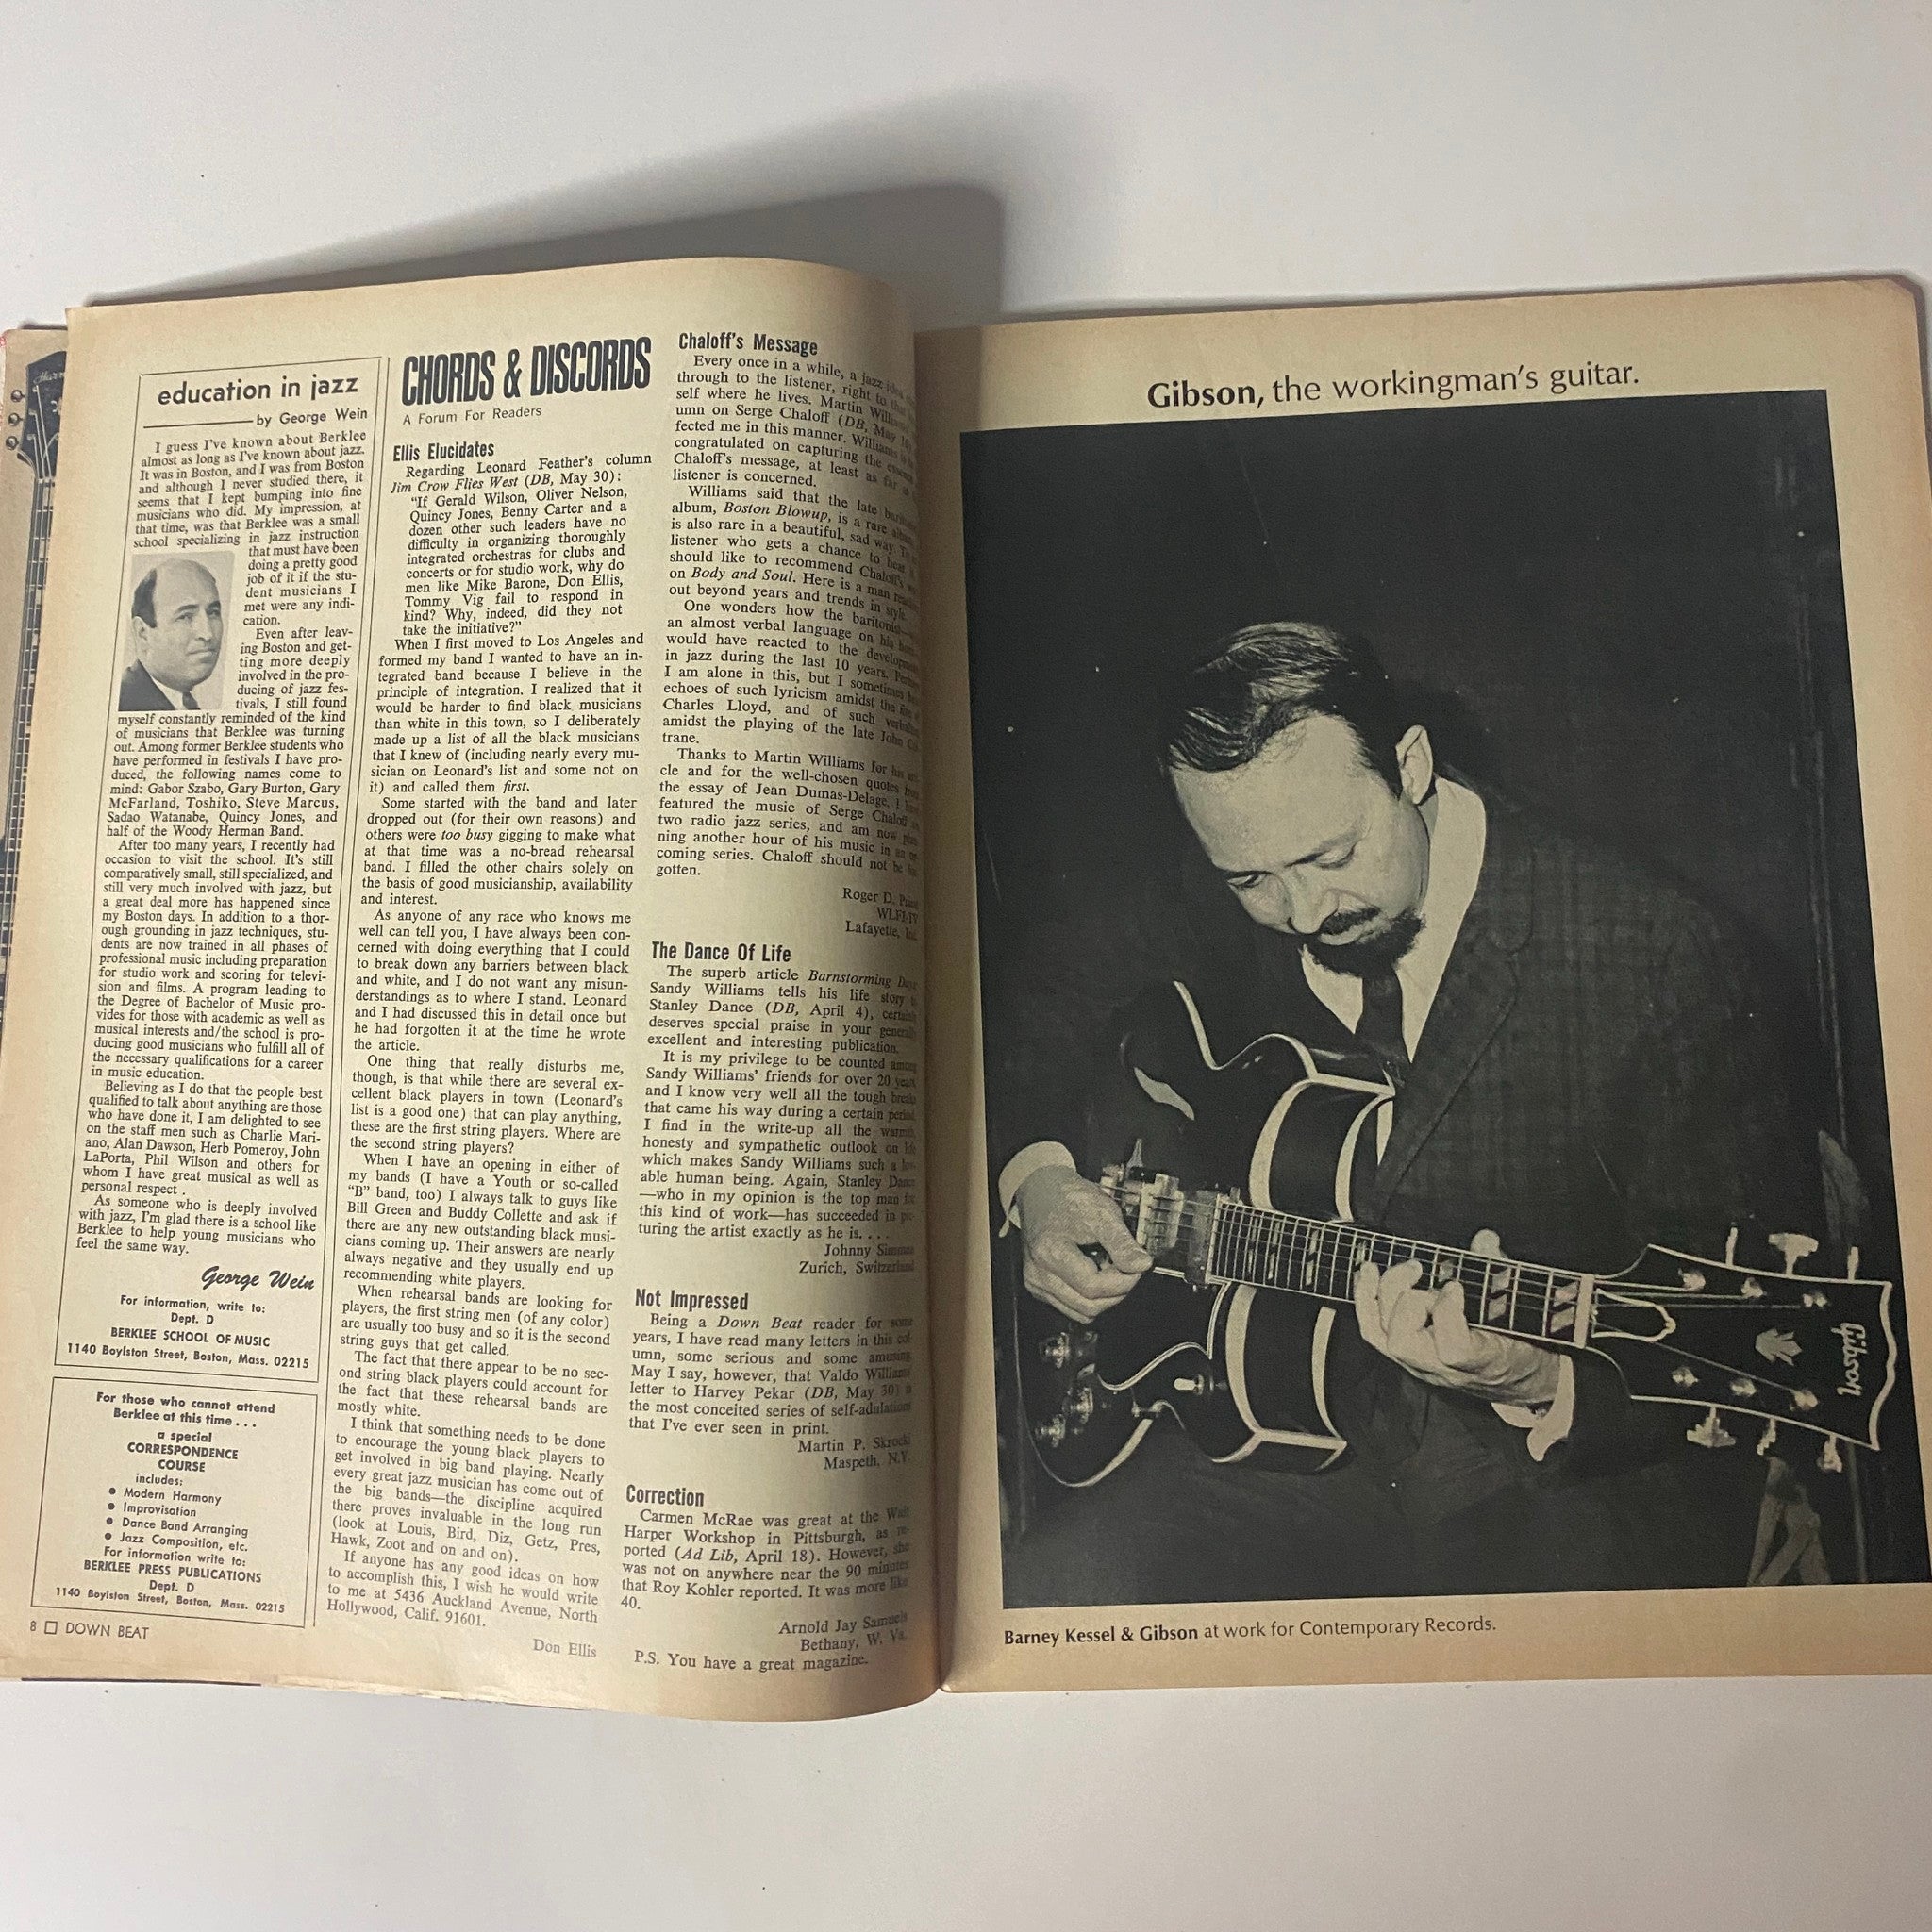 education in jazz
by George Wein
I guess I've known about Berklee
almost as long as I've known about jazz.
It was in Boston, and I was from Boston
and although I never studied there, it
seems that I kept bumping into fine
musicians who did. My impression, at
that time, was that Berklee was a small
school specializing in jazz instruction
that must have been
doing a pretty good
job of it if the stu-
dent musicians I
met were any indi-
cation.
Even after leav-
ing Boston and get-
ting more deeply
involved in the pro-
ducing of jazz fes-
tivals, I still found
myself constantly reminded of the kind
of musicians that Berklee was turning
out. Among former Berklee students who
have performed in festivals I have pro-
duced, the following names come to
mind: Gabor Szabo, Gary Burton, Gary
McFarland, Toshiko, Steve Marcus,
Sadao Watanabe, Quincy Jones, and
half of the Woody Herman Band.
After too many years, I recently had
occasion to visit the school. It's still
comparatively small, still specialized, and
still very much involved with jazz, but
a great deal more has happened since
my Boston days. In addition to a thor-
ough grounding in jazz techniques, stu-
dents are now trained in all phases of
professional music including preparation
for studio work and scoring for televi-
sion and films. A program leading to
the Degree of Bachelor of Music pro-
vides for those with academic as well as
musical interests and/the school is pro-
ducing good musicians who fulfill all of
the necessary qualifications for a career
in music education.
Believing as I do that the people best
qualified to talk about anything are those
who have done it, I am delighted to see
on the staff men such as Charlie Mari-
ano, Alan Dawson, Herb Pomeroy, John
LaPorta, Phil Wilson and others for
whom I have great musical as well as
personal respect .
As someone who is deeply involved
with jazz, I'm glad there is a school like
Berklee to help young musicians who
feel the same way.
George Wein
For information, write to:
Dept. D
BERKLEE SCHOOL OF MUSIC
1140 Boylston Street, Boston, Mass. 02215
For those who cannot attend
Berklee at this time . . .
a special
CORRESPONDENCE
COURSE
includes:
● Modern Harmony
● Improvisation
● Dance Band Arranging
● Jazz Composition, etc.
For information write to:
BERKLEE PRESS PUBLICATIONS
Dept. D
1140 Boylston Street, Boston, Mass. 02215
8 □ DOWN BEAT
CHORDS & DISCORDS
A Forum For Readers
Ellis Elucidates
Regarding Leonard Feather's column
Jim Crow Flies West (DB, May 30):
"If Gerald Wilson, Oliver Nelson,
Quincy Jones, Benny Carter and a
dozen other such leaders have no
difficulty in organizing thoroughly
integrated orchestras for clubs and
concerts or for studio work, why do
men like Mike Barone, Don Ellis,
Tommy Vig fail to respond in
kind? Why, indeed, did they not
take the initiative?"
When I first moved to Los Angeles and
formed my band I wanted to have an in-
tegrated band because I believe in the
principle of integration. I realized that it
would be harder to find black musicians
than white in this town, so I deliberately
made up a list of all the black musicians
that I knew of (including nearly every mu-
sician on Leonard's list and some not on
it) and called them first.
Some started with the band and later
dropped out (for their own reasons) and
others were too busy gigging to make what
at that time was a no-bread rehearsal
band. I filled the other chairs solely on
the basis of good musicianship, availability
and interest.
As anyone of any race who knows me
well can tell you, I have always been con-
cerned with doing everything that I could
to break down any barriers between black
and white, and I do not want any misun-
derstandings as to where I stand. Leonard
and I had discussed this in detail once but
he had forgotten it at the time he wrote
the article.
One thing that really disturbs me,
though, is that while there are several ex-
cellent black players in town (Leonard's
list is a good one) that can play anything,
these are the first string players. Where are
the second string players?
When I have an opening in either of
my bands (I have a Youth or so-called
"B" band, too) I always talk to guys like
Bill Green and Buddy Collette and ask if
there are any new outstanding black musi-
cians coming up. Their answers are nearly
always negative and they usually end up
recommending white players.
When rehearsal bands are looking for
players, the first string men (of any color)
are usually too busy and so it is the second
string guys that get called.
The fact that there appear to be no sec-
ond string black players could account for
the fact that these rehearsal bands are
mostly white.
I think that something needs to be done
to encourage the young black players to
get involved in big band playing. Nearly
every great jazz musician has come out of
the big bands—the discipline acquired
there proves invaluable in the long run
(look at Louis, Bird, Diz, Getz, Pres,
Hawk, Zoot and on and on).
If anyone has any good ideas on how
to accomplish this, I wish he would write
to me at 5436 Auckland Avenue, North
Hollywood, Calif. 91601.
Don Ellis
Chaloff's Message
Every once in a while, a jazz
through to the listener, right to
self where he lives. Martin
umn on Serge Chaloff (DB, May
fected me in this manner. Williams
congratulated on capturing the
Chaloff's message, at least as far
listener is concerned.
Williams said that the late
album, Boston Blowup, is a rare
is also rare in a beautiful, sad way.
listener who gets a chance to
should like to recommend Chaloff's
on Body and Soul. Here is a man
out beyond years and trends in style.
One wonders how the baritonist
an almost verbal language on his
would have reacted to the
in jazz during the last 10 years.
I am alone in this, but I sometimes
echoes of such lyricism amidst the
Charles Lloyd, and of such
amidst the playing of the late John
trane.
Thanks to Martin Williams for his
cle and for the well-chosen quotes
the essay of Jean Dumas-Delage. I
featured the music of Serge Chaloff
two radio jazz series, and am now
ning another hour of his music in
coming series. Chaloff should not be
gotten.
Roger D.
Lafayette,
The Dance Of Life
The superb article Barnstorming
Sandy Williams tells his life story
Stanley Dance (DB, April 4),
deserves special praise in your
excellent and interesting publication.
It is my privilege to be counted among
Sandy Williams' friends for over 20 years
and I know very well all the tough breaks
that came his way during a certain period.
I find in the write-up all the warmth,
honesty and sympathetic outlook on
which makes Sandy Williams such a
able human being. Again, Stanley Dance
—who in my opinion is the top man for
this kind of work—has succeeded in
turing the artist exactly as he is. . . .
Johnny
Zurich, Switzerland
Not Impressed
Being a Down Beat reader for some
years, I have read many letters in this col
umn, some serious and some amusing.
May I say, however, that Valdo Williams'
letter to Harvey Pekar (DB, May 30)
the most conceited series of self-adulations
that I've ever seen in print.
Martin P.
Maspeth, N.Y.
Correction
Carmen McRae was great at the Walt
Harper Workshop in Pittsburgh, as re-
ported (Ad Lib, April 18). However, she
was not on anywhere near the 90 minutes
that Roy Kohler reported. It was more like
40.
Arnold Jay Samuels
Bethany, W. Va.
P.S. You have a great magazine.
Gibson, the workingman's guitar.
Gibson
Barney Kessel & Gibson at work for Contemporary Records.